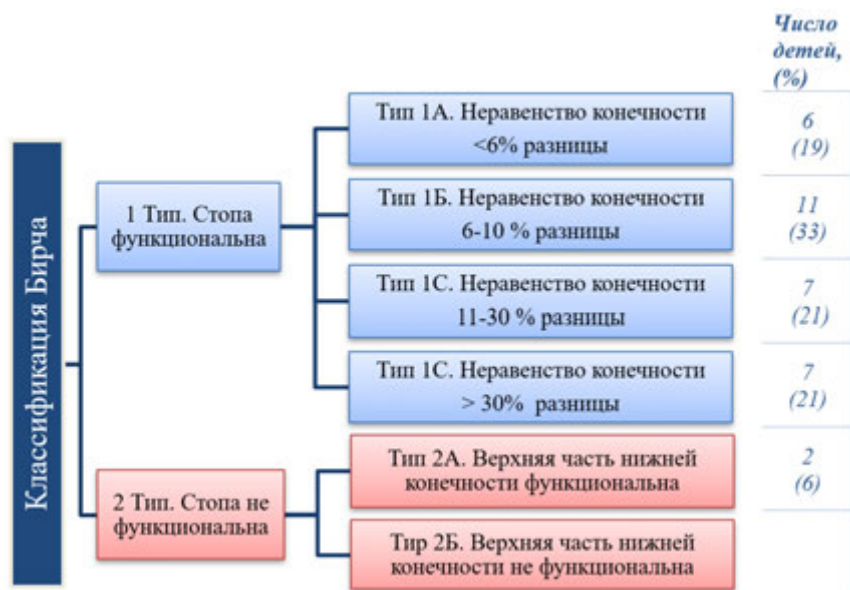 Число
детей,
(%)
Классификация Бирча
1 Тип. Стопа
функциональна
Тип 1А. Неравенство конечности
<6% разницы
6
(19)
Тип 1Б. Неравенство конечности
6-10 % разницы
11
(33)
Тип 1С. Неравенство конечности
11-30 % разницы
7
(21)
Тип 1С. Неравенство конечности
> 30% разницы
7
(21)
2 Тип. Стопа не
функциональна
Тип 2А. Верхняя часть нижней
конечности функциональна
2
(6)
Тир 2Б. Верхняя часть нижней
конечности не функциональна